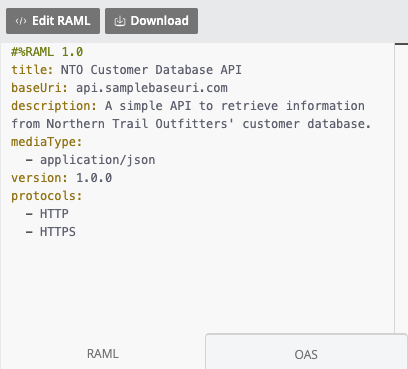 Edit RAML Download
#%RAML 1.0
title: NTO Customer Database API
baseUri: api.samplebaseuri.com
description: A simple API to retrieve information
from Northern Trail Outfitters' customer database.
mediaType:
  - application/json
version: 1.0.0
protocols:
  - HTTP
  - HTTPS
RAML OAS